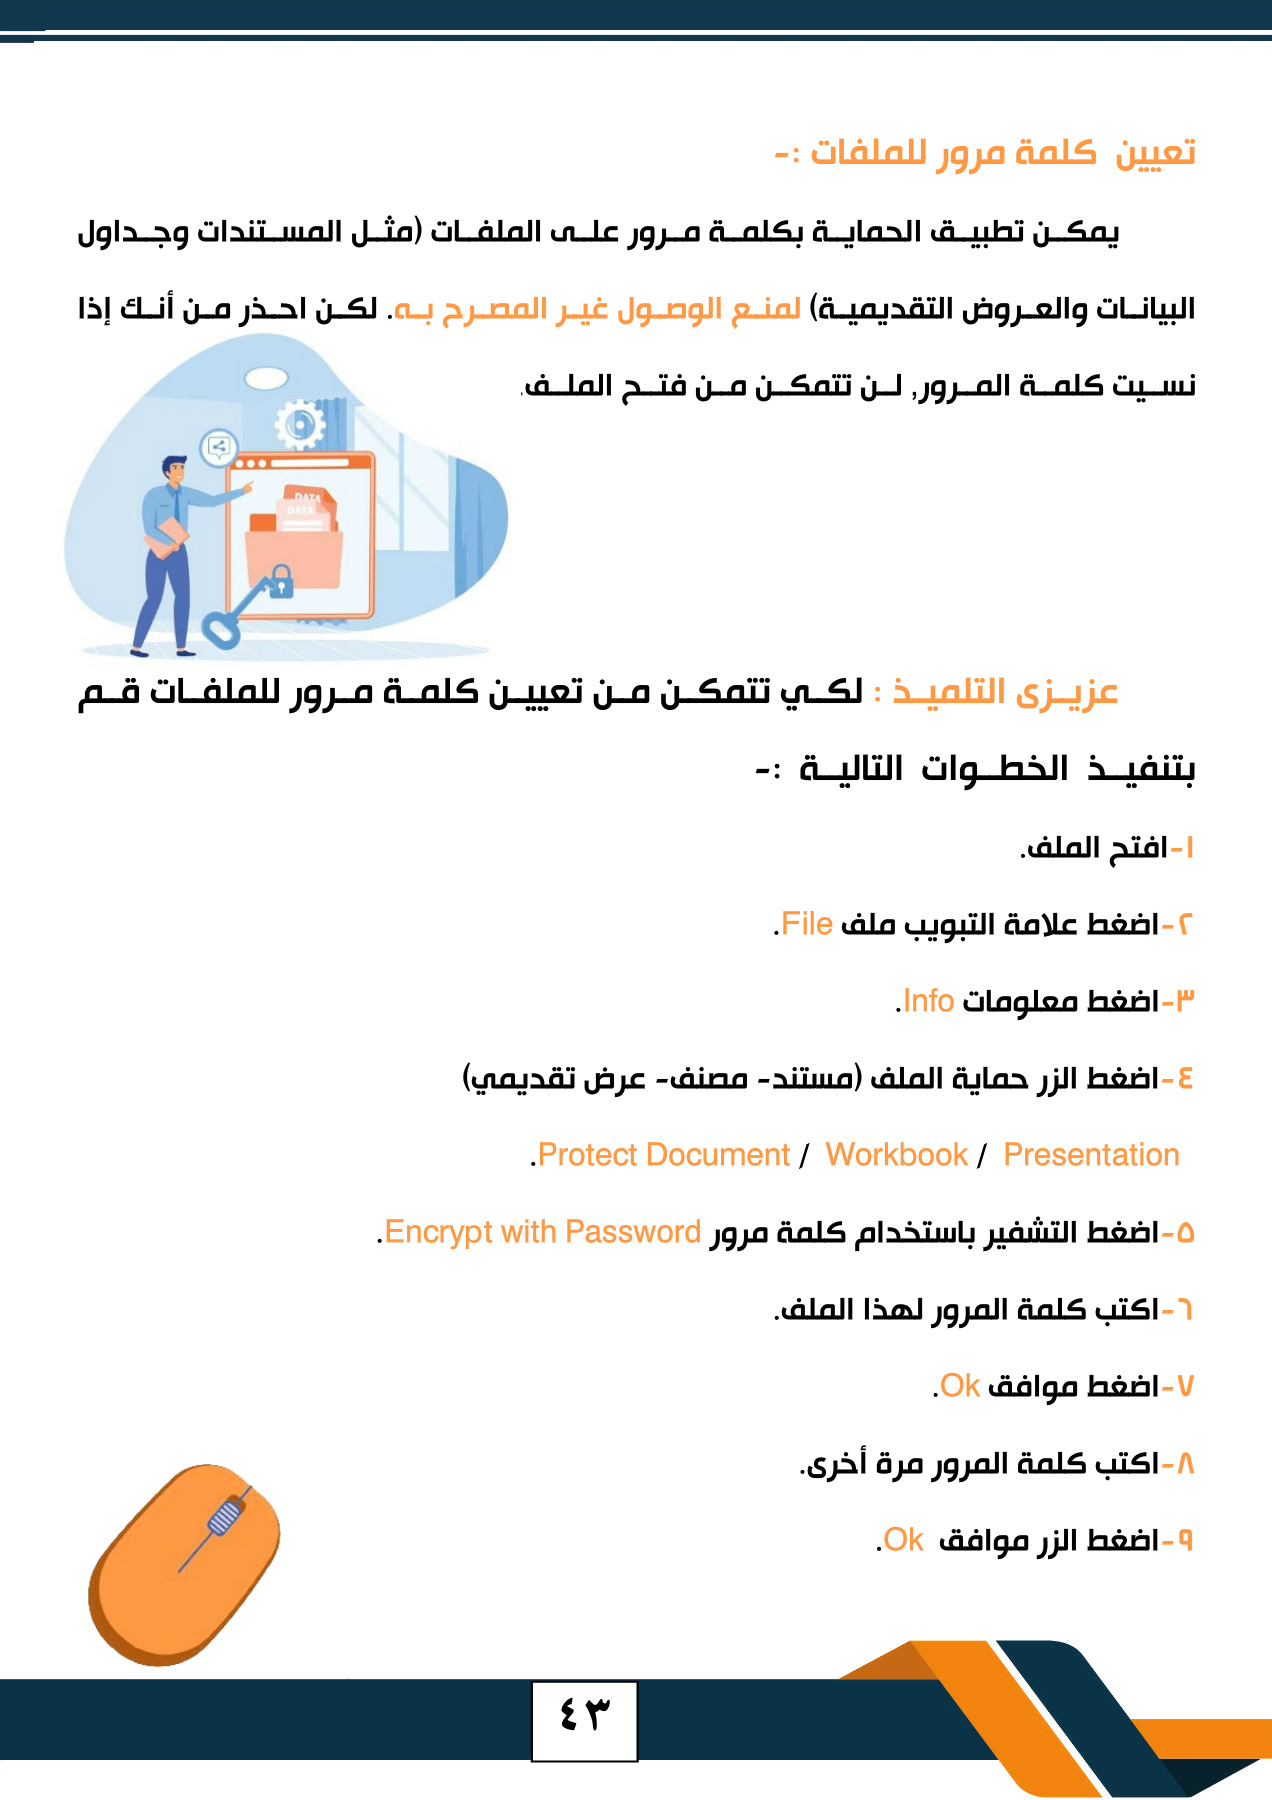 تعيين كلمة مرور للملفات :-
يمكن تطبيق الحماية بكلمة مرور على الملفات (مثل المستندات وجداول
البيانات والعروض التقديمية) لمنع الوصول غير المصرح به. لكن احذر من أنك إذا
نسيت كلمة المرور, لن تتمكن من فتح الملف.
DATA
DATA
عزيزى التلميذ : لكي تتمكن من تعيين كلمة مرور للملفات قم
بتنفيذ الخطوات التالية :-
١-افتح الملف.
٢-اضغط علامة التبويب ملف File.
٣-اضغط معلومات Info.
٤-اضغط الزر حماية الملف (مستند- مصنف- عرض تقديمي)
Protect Document / Workbook / Presentation.
٥-اضغط التشفير باستخدام كلمة مرور Encrypt with Password.
٦-اكتب كلمة المرور لهذا الملف.
٧-اضغط موافق Ok.
٨-اكتب كلمة المرور مرة أخرى.
٩-اضغط الزر موافق Ok.
٤٣